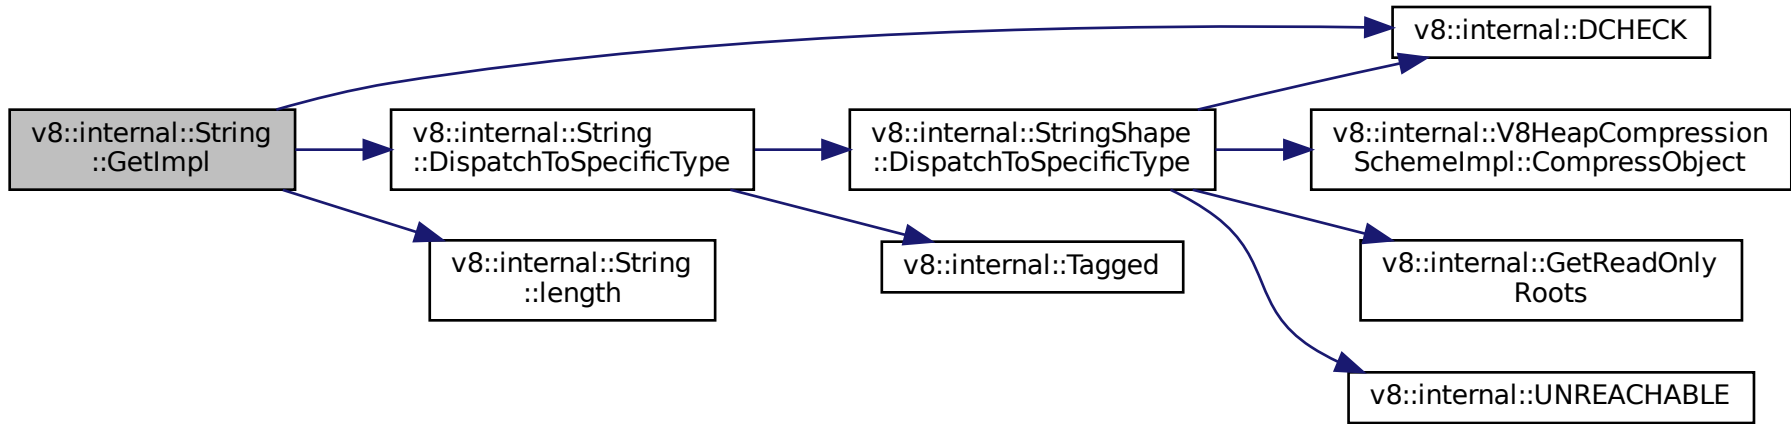 v8::internal::DCHECK
v8::internal::String
::GetImpl
v8::internal::String
::DispatchToSpecificType
v8::internal::StringShape
::DispatchToSpecificType
v8::internal::V8HeapCompression
SchemeImpl::CompressObject
v8::internal::String
::length
v8::internal::Tagged
v8::internal::GetReadOnly
Roots
v8::internal::UNREACHABLE